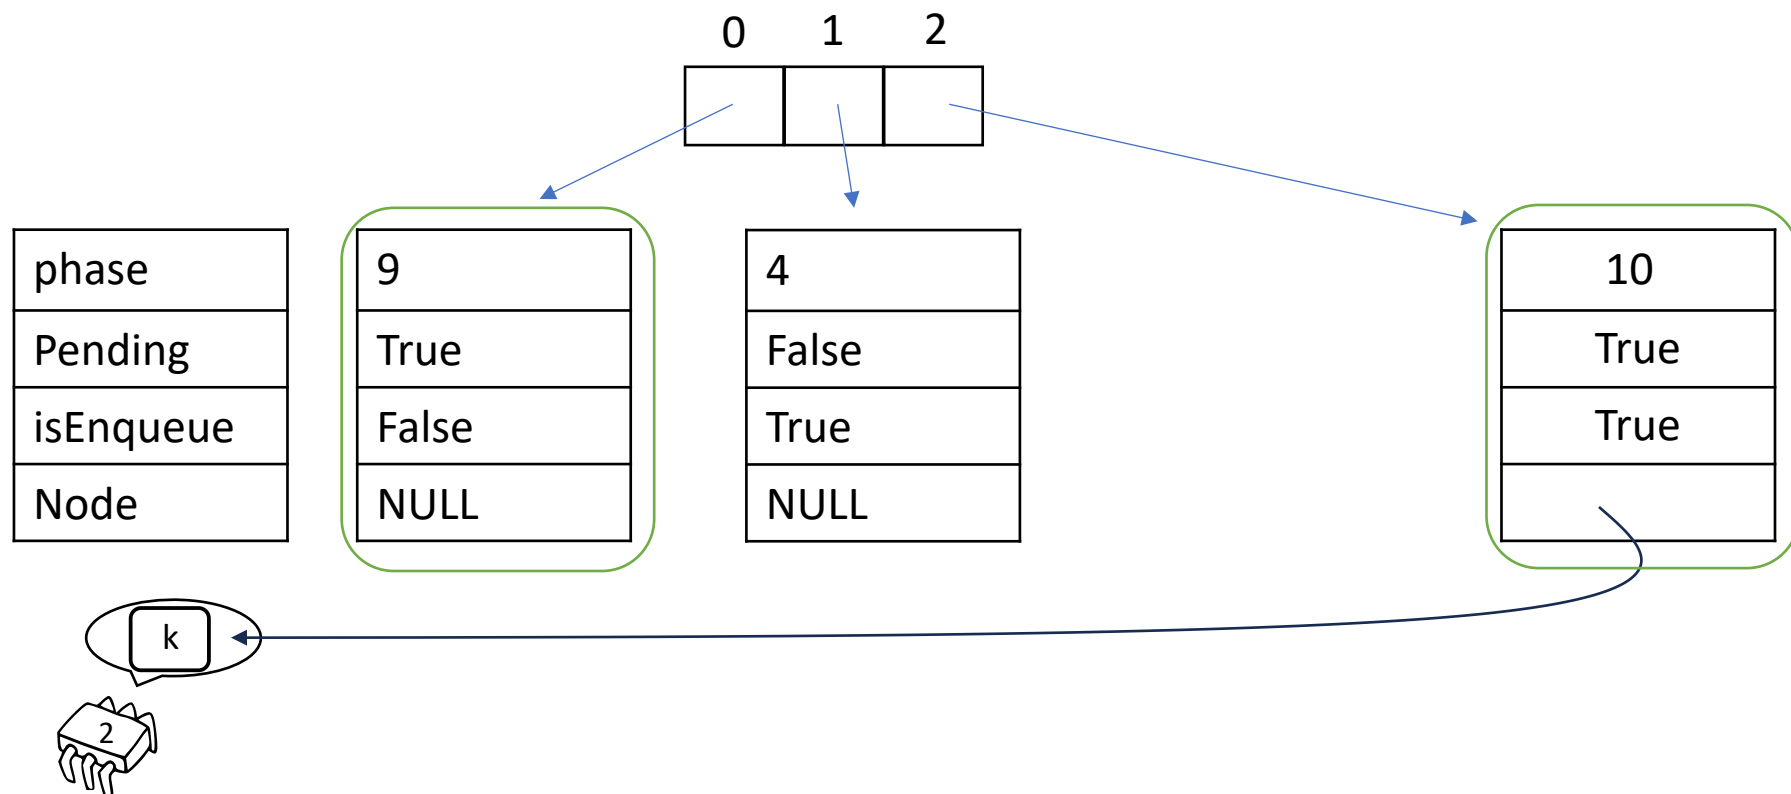 0 1 2
phase 9 4 10
Pending True False True
isEnqueue False True True
Node NULL NULL
k
2